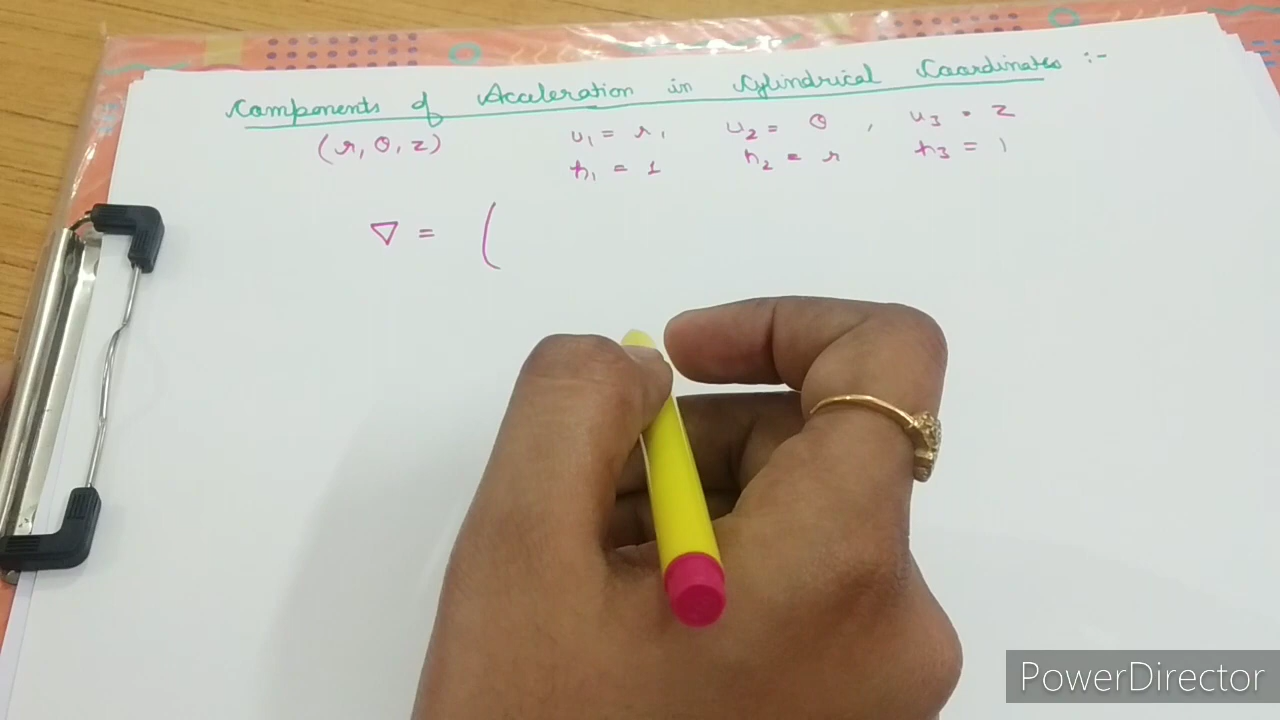 Components of Acceleration in Cylindrical Coordinates :-
(r, θ, z) u₁ = r, u₂ = θ, u₃ = z
h₁ = 1 h₂ = r h₃ = 1
∇ = (
PowerDirector